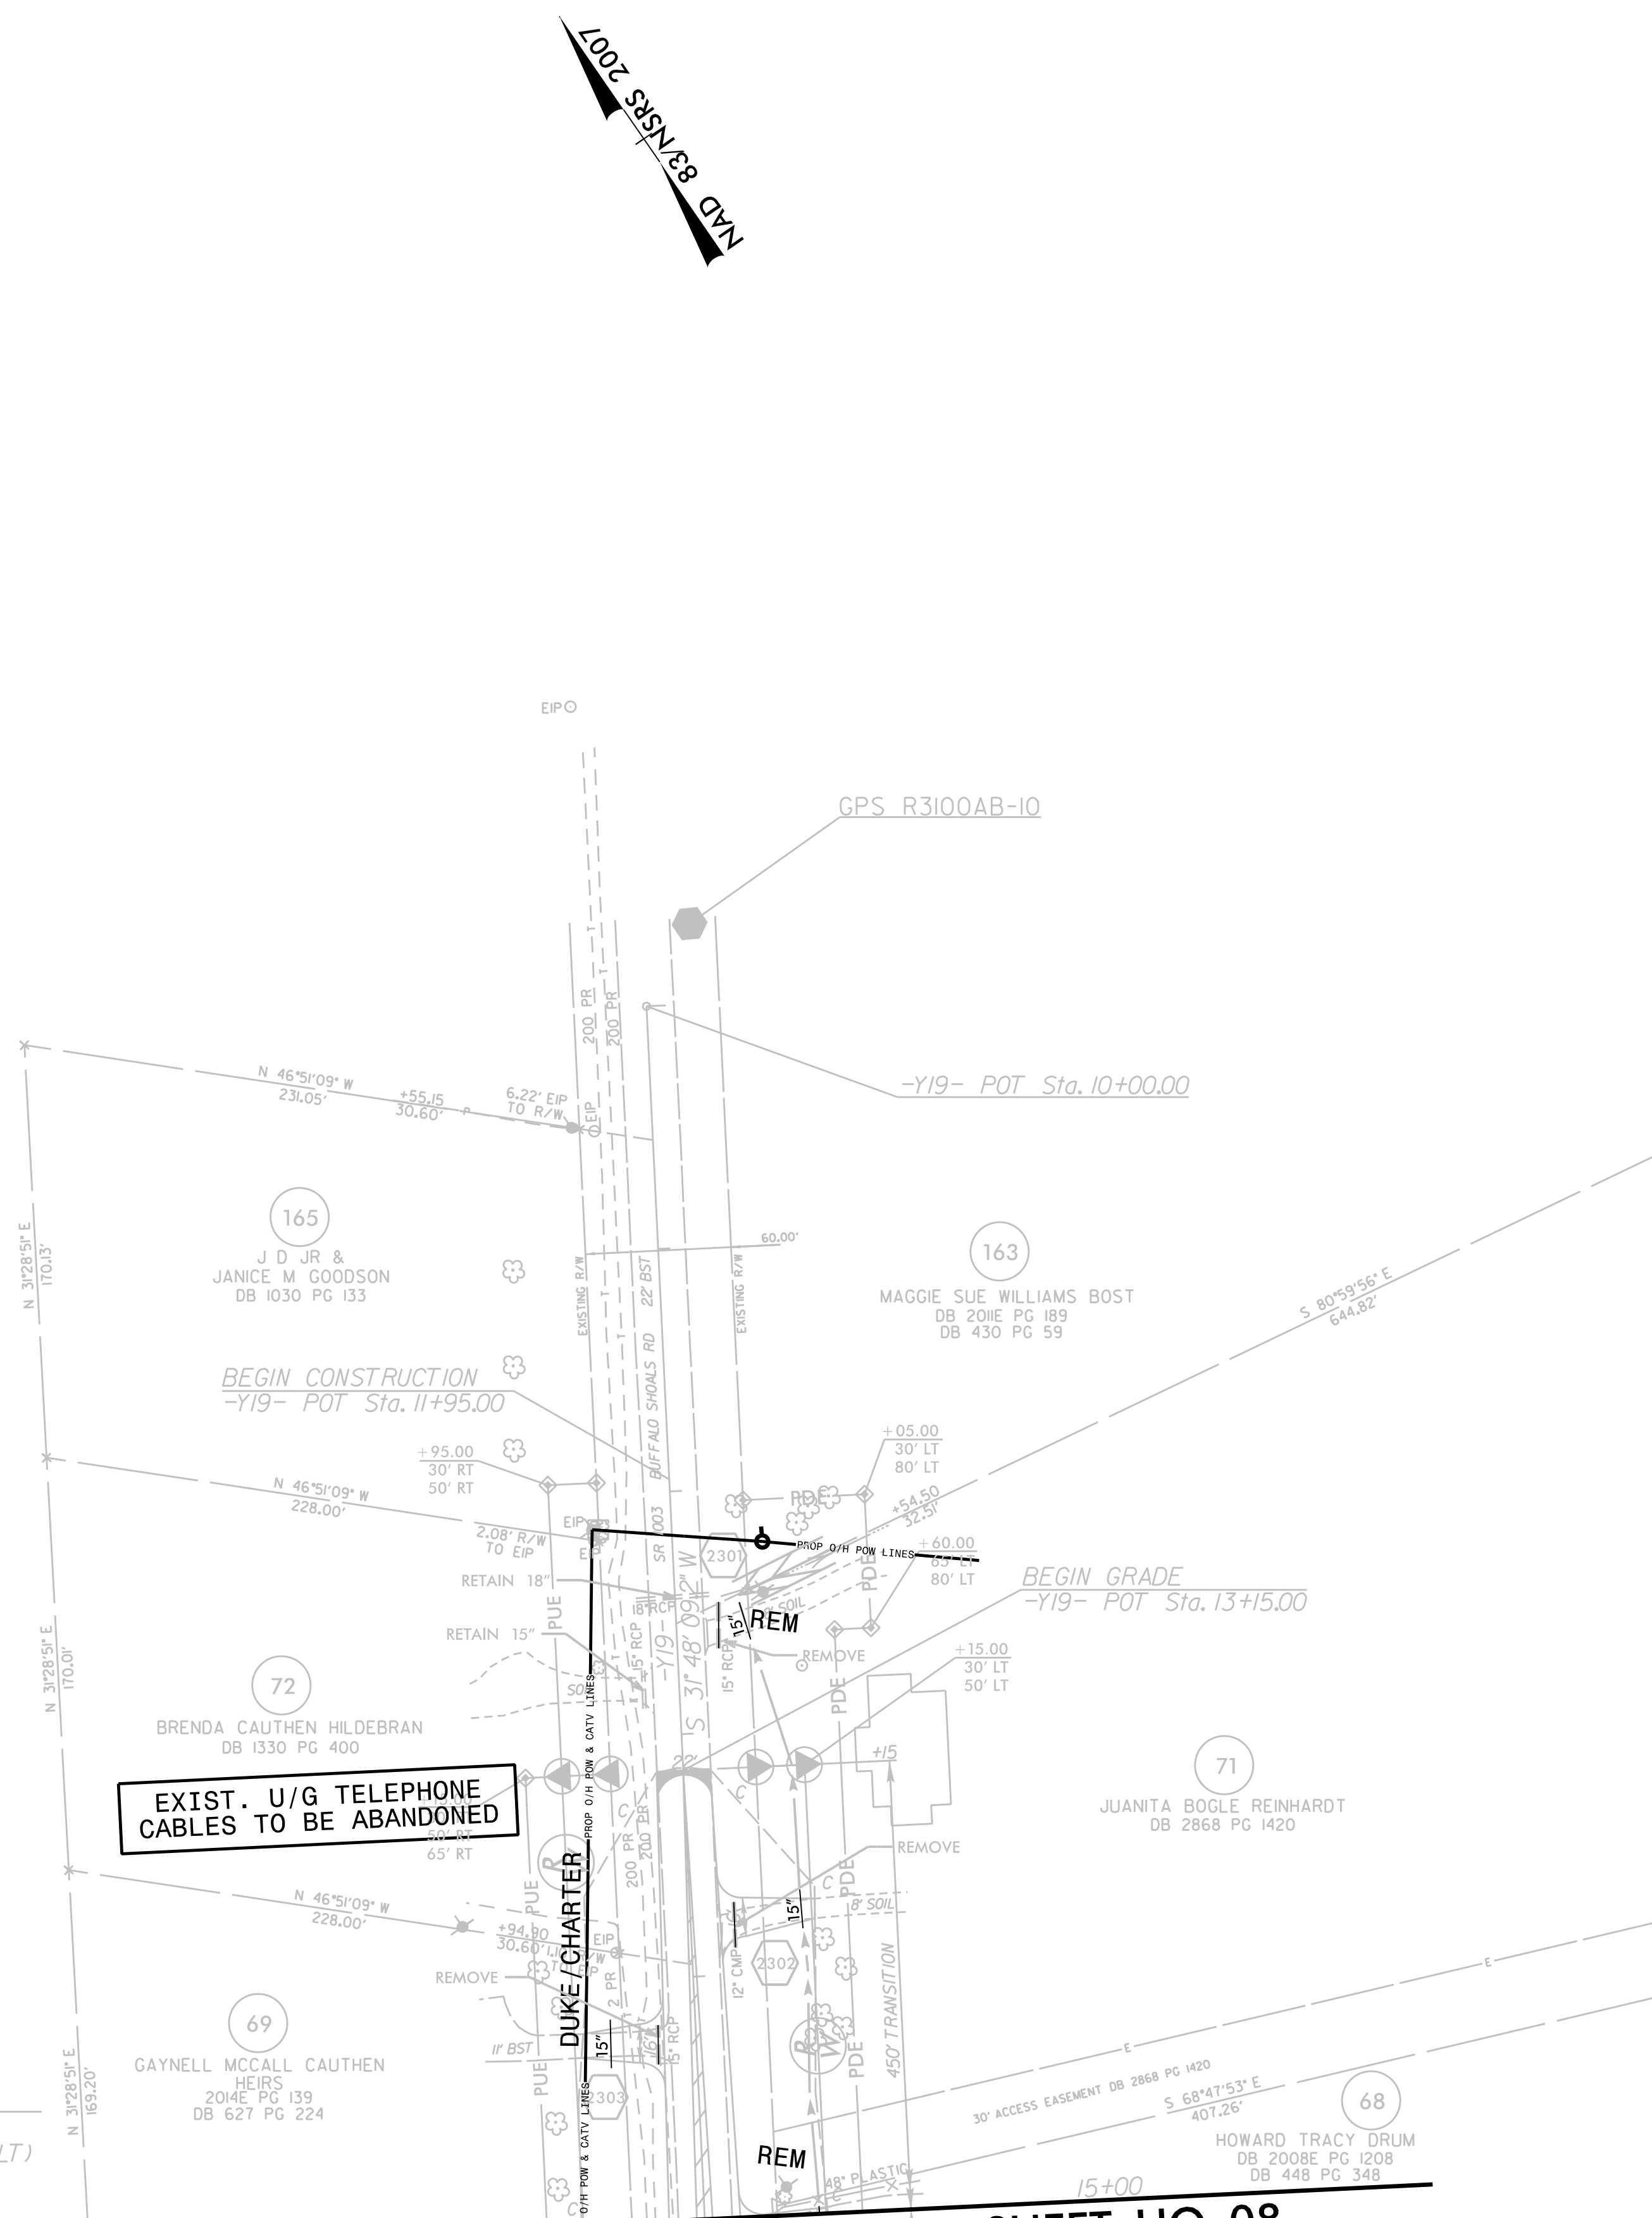 NAD 83/NSRS 2007
EIP
GPS R3100AB-10
200 PR
200 PR
-Y19- POT Sta. 10+00.00
N 46°51'09" W
231.05'
+55.15
30.60'
P
6.22' EIP
TO R/W
EIP
N 31°28'51" E
170.13'
165
J D JR &
JANICE M GOODSON
DB 1030 PG 133
60.00'
163
MAGGIE SUE WILLIAMS BOST
DB 2011E PG 189
DB 430 PG 59
S 80°59'56" E
644.82'
EXISTING R/W
EXISTING R/W
22' BST
SR 1003 BUFFALO SHOALS RD
BEGIN CONSTRUCTION
-Y19- POT Sta. 11+95.00
+95.00
30' RT
50' RT
+05.00
30' LT
80' LT
PDE
+54.50
32.51'
N 46°51'09" W
228.00'
2.08' R/W
TO EIP
EIP
2301
PROP O/H POW LINES
+60.00
65' LT
80' LT
PDE
RETAIN 18"
18" RCP
BEGIN GRADE
-Y19- POT Sta. 13+15.00
PUE
RETAIN 15"
15" RCP
-Y19-
S 31°48'09.2" W
15"
REM
15" RCP
REMOVE
+15.00
30' LT
50' LT
PDE
N 31°28'51" E
170.01'
72
BRENDA CAUTHEN HILDEBRAN
DB 1330 PG 400
SOIL
PROP O/H POW & CATV LINES
22'
+15
71
JUANITA BOGLE REINHARDT
DB 2868 PG 1420
EXIST. U/G TELEPHONE
CABLES TO BE ABANDONED
50' RT
65' RT
C
C
200 PR
200 PR
REMOVE
DUKE/CHARTER
PUE
PDE
C
8' SOIL
15"
N 46°51'09" W
228.00'
+94.90
30.60'
EIP
12" CMP
2302
REMOVE
2 PR
450' TRANSITION
69
GAYNELL MCCALL CAUTHEN
HEIRS
2014E PG 139
DB 627 PG 224
N 31°28'51" E
169.20'
11' BST
15"
15" RCP
PUE
PDE
2303
E
E
30' ACCESS EASEMENT DB 2868 PG 1420
S 68°47'53" E
407.26'
68
HOWARD TRACY DRUM
DB 2008E PG 1208
DB 448 PG 348
LT)
O/H POW & CATV LINES
REM
48" PLASTIC
C
C
15+00
SHEET UO-08